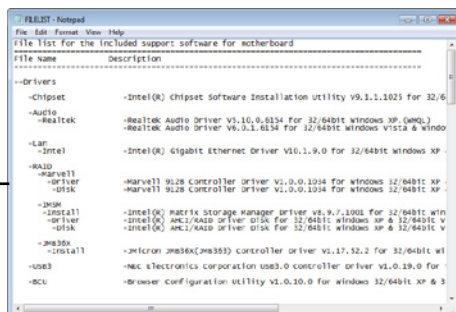 FILELIST - Notepad
File Edit Format View Help
File list for the included support software for motherboard
File Name Description
--Drivers
-Chipset -Intel(R) Chipset Software Installation Utility V9.1.1.1025 for 32/6
-Audio
-Realtek -Realtek Audio Driver V5.10.0.6154 for 32/64bit Windows XP.(WHQL)
-Realtek Audio Driver V6.0.1.6154 for 32/64bit Windows Vista & Windo
-Lan
-Intel -Intel(R) Gigabit Ethernet Driver V10.1.9.0 for 32/64bit Windows XP
-RAID
-Marvell
-Driver -Marvell 9128 Controller Driver V1.0.0.1034 for Windows 32/64bit XP
-Disk -Marvell 9128 Controller Driver V1.0.0.1034 for Windows 32/64bit XP
-IMSM
-Install -Intel(R) Matrix Storage Manager Driver V8.9.7.1001 for 32/64bit Win
-Driver -Intel(R) AHCI/RAID Driver Disk for 32/64bit Windows XP & 32/64bit V
-Disk -Intel(R) AHCI/RAID Driver Disk for 32/64bit Windows XP & 32/64bit V
-JMB36X
-Install -JMicron JMB36X(JMB363) Controller Driver V1.17.52.2 for 32/64bit Wi
-USB3 -NEC Electronics Corporation USB3.0 Controller Driver V1.0.19.0 for
-BCU -Browser Configuration Utility V1.0.10.0 for Windows 32/64bit XP & 3